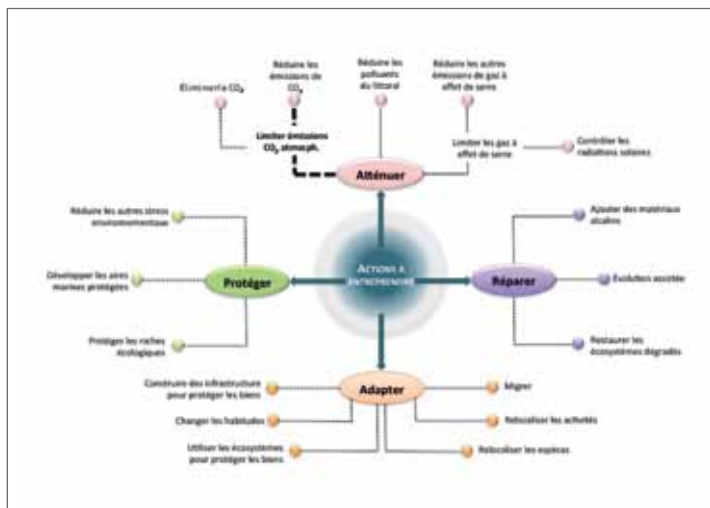 Eliminer le CO₂
Réduire les
émissions de
CO₂
Réduire les
polluants
du littoral
Réduire les autres
émissions de gaz à
effet de serre
Limiter émissions
CO₂ atmosph.
Limiter les gaz à
effet de serre
Contrôler les
radiations solaires
Atténuer
Réduire les autres stress
environnementaux
Développer les aires
marines protégées
Protéger les niches
écologiques
Protéger
ACTIONS À
ENTREPRENDRE
Réparer
Ajouter des matériaux
alcalins
Evolution assistée
Restaurer les
écosystèmes dégradés
Adapter
Construire des infrastructure
pour protéger les biens
Changer les habitudes
Utiliser les écosystèmes
pour protéger les biens
Migrer
Relocaliser les activités
Relocaliser les espèces